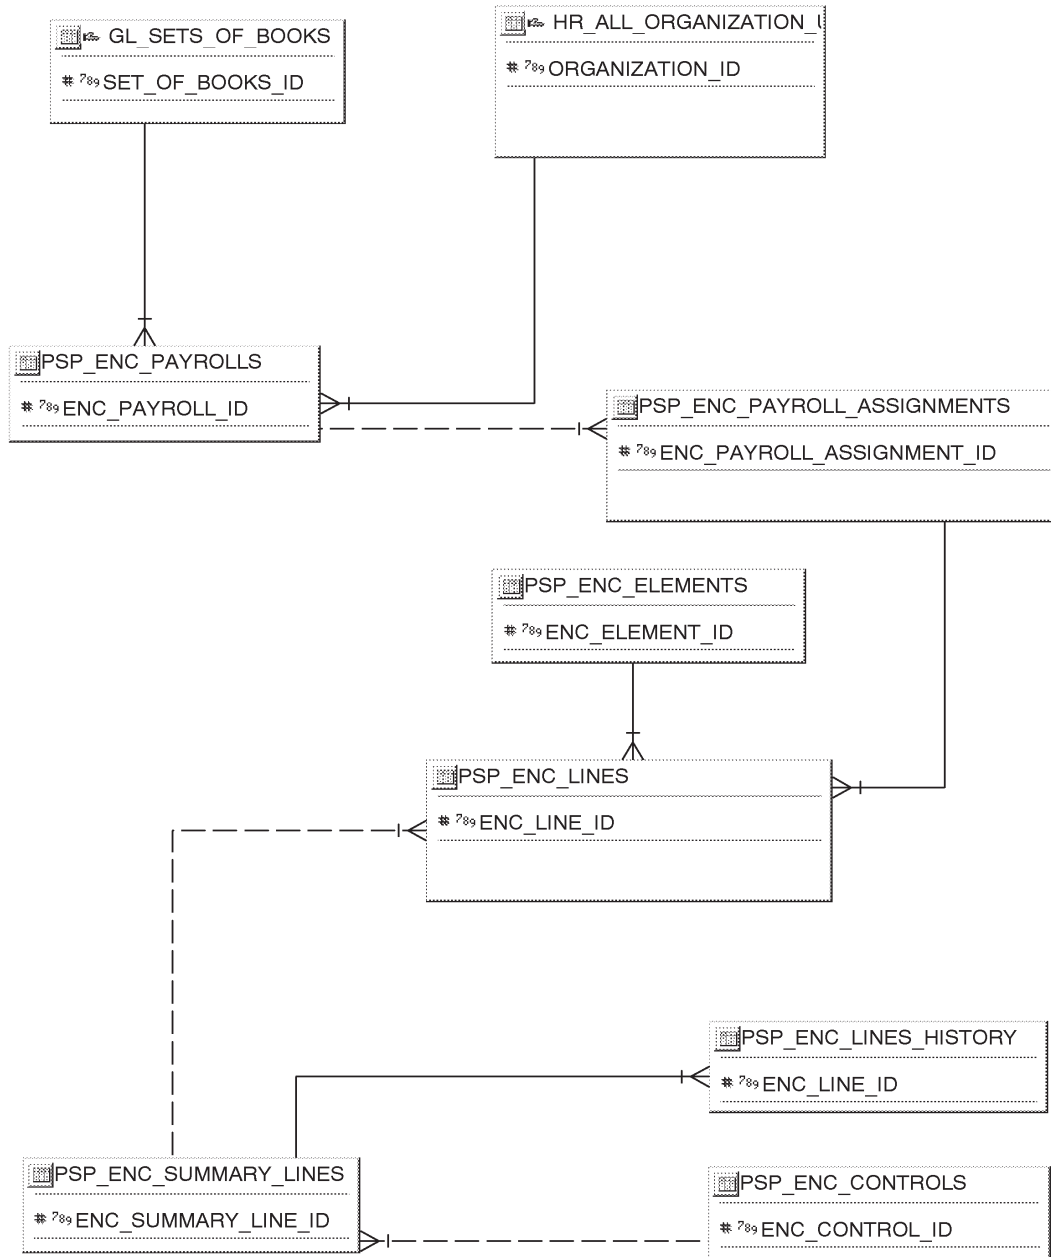 GL_SETS_OF_BOOKS
# 789 SET_OF_BOOKS_ID
HR_ALL_ORGANIZATION_U
# 789 ORGANIZATION_ID
PSP_ENC_PAYROLLS
# 789 ENC_PAYROLL_ID
PSP_ENC_PAYROLL_ASSIGNMENTS
# 789 ENC_PAYROLL_ASSIGNMENT_ID
PSP_ENC_ELEMENTS
# 789 ENC_ELEMENT_ID
PSP_ENC_LINES
# 789 ENC_LINE_ID
PSP_ENC_LINES_HISTORY
# 789 ENC_LINE_ID
PSP_ENC_SUMMARY_LINES
# 789 ENC_SUMMARY_LINE_ID
PSP_ENC_CONTROLS
# 789 ENC_CONTROL_ID